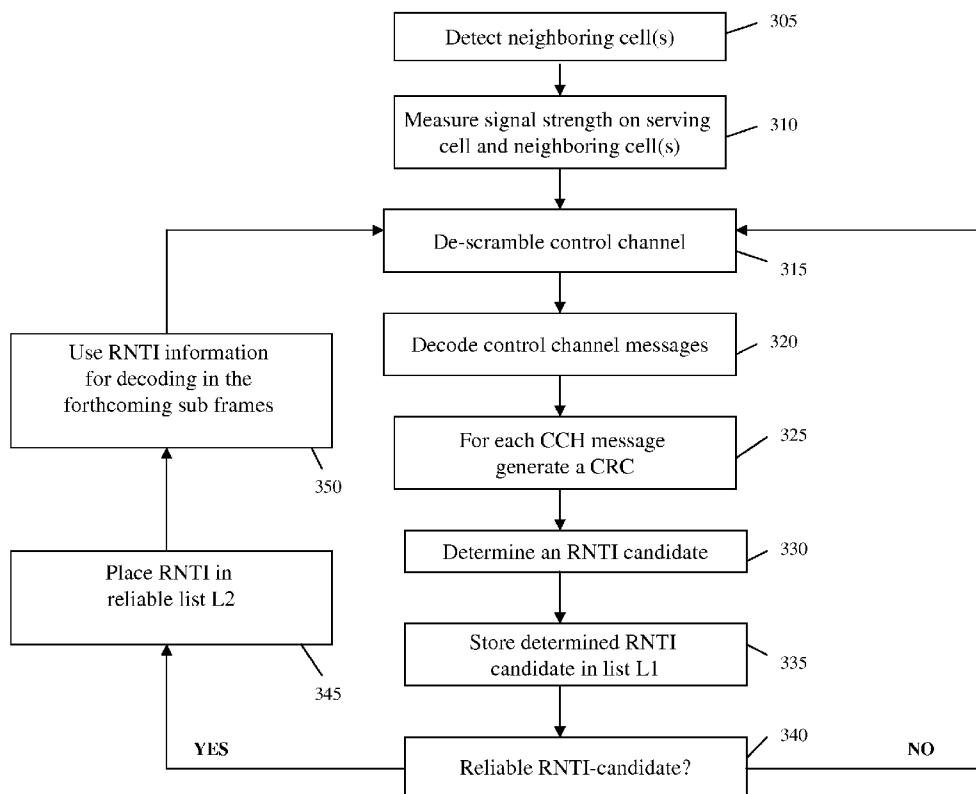 Detect neighboring cell(s)
305
Measure signal strength on serving
cell and neighboring cell(s)
310
De-scramble control channel
315
Decode control channel messages
320
For each CCH message
generate a CRC
325
Determine an RNTI candidate
330
Store determined RNTI
candidate in list L1
335
Reliable RNTI-candidate?
340
YES
NO
Place RNTI in
reliable list L2
345
Use RNTI information
for decoding in the
forthcoming sub frames
350